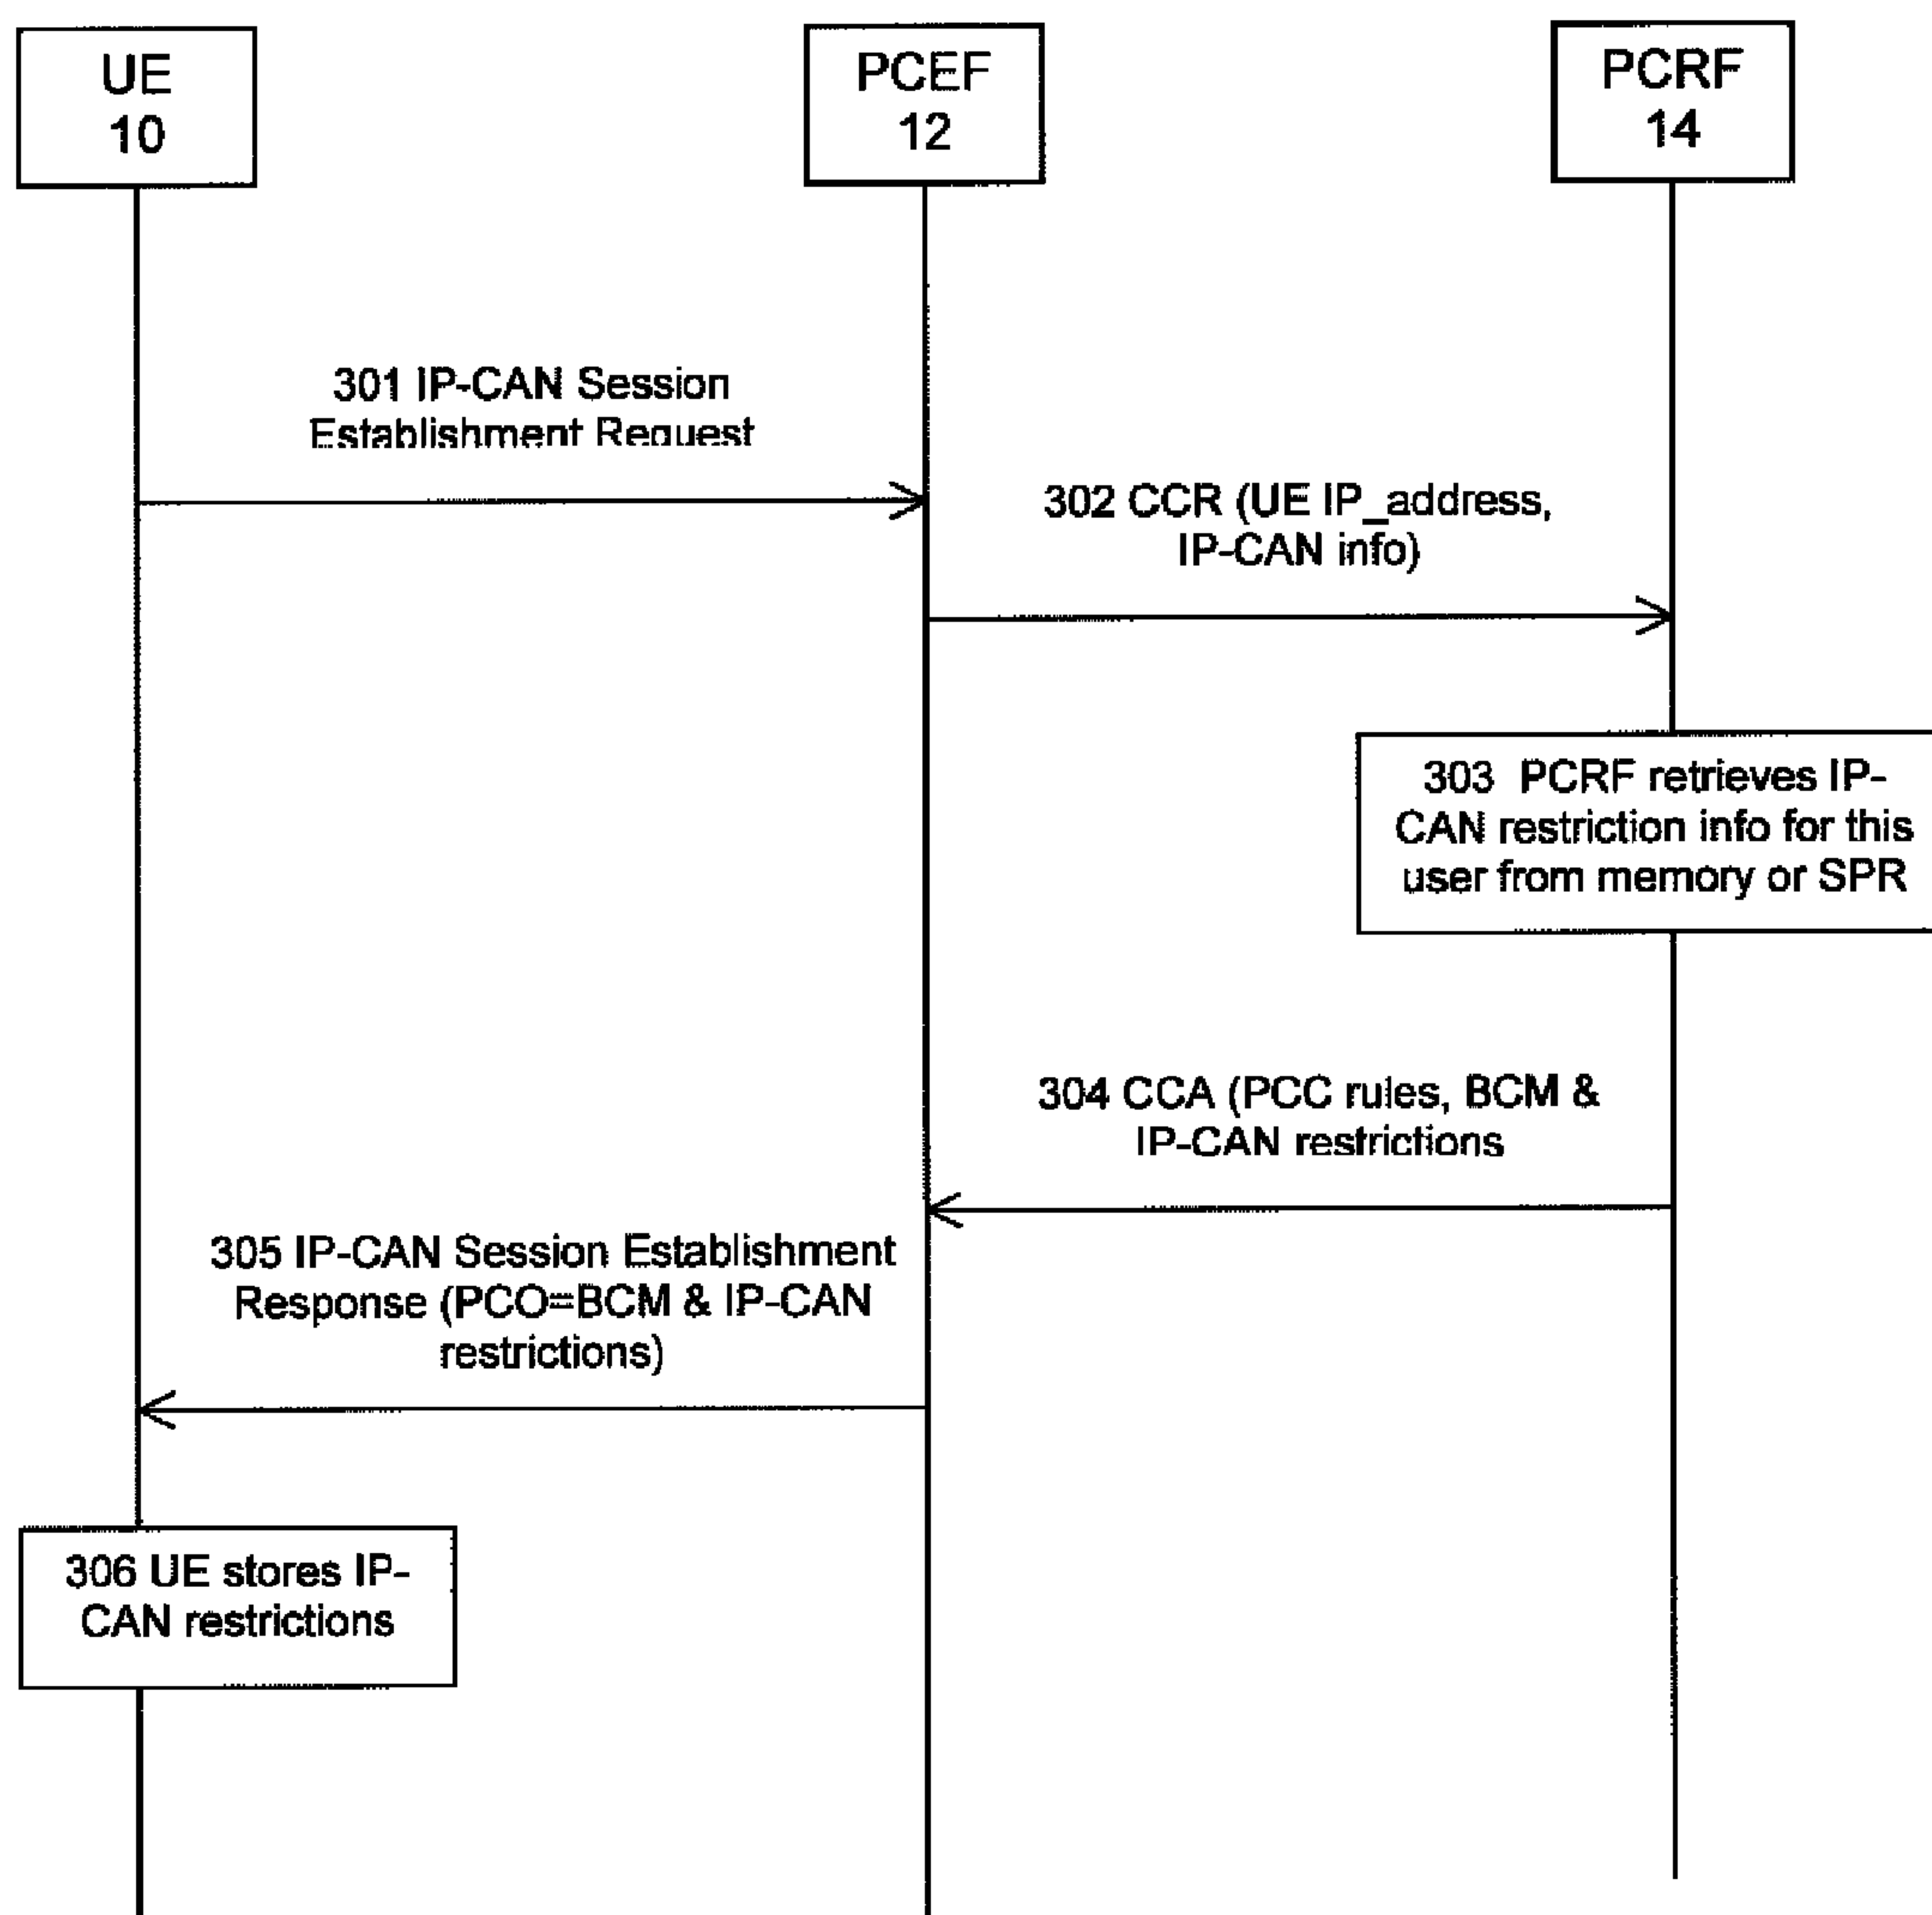 UE
10
PCEF
12
PCRF
14
301 IP-CAN Session
Establishment Request
302 CCR (UE IP_address,
IP-CAN info)
303 PCRF retrieves IP-
CAN restriction info for this
user from memory or SPR
304 CCA (PCC rules, BCM &
IP-CAN restrictions
305 IP-CAN Session Establishment
Response (PCO=BCM & IP-CAN
restrictions)
306 UE stores IP-
CAN restrictions